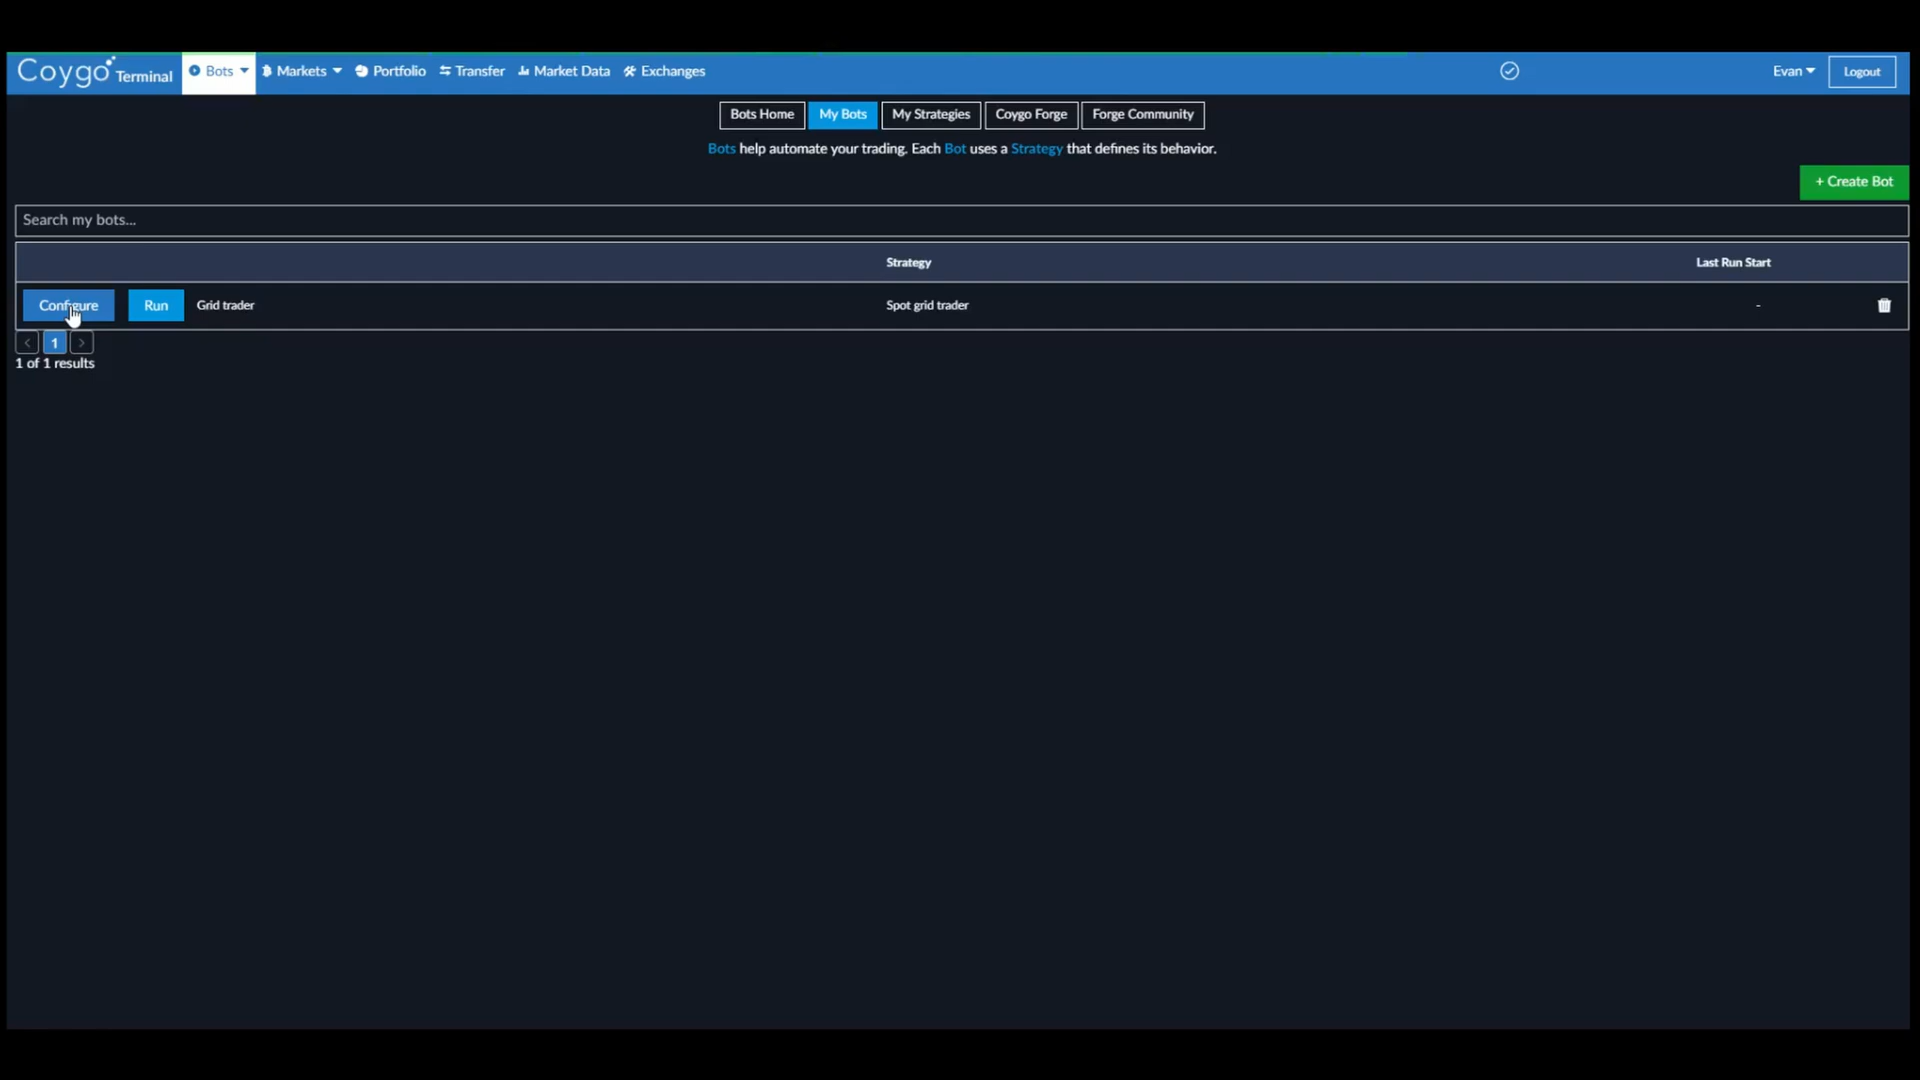 Coygo Terminal Bots Markets Portfolio Transfer Market Data Exchanges Evan Logout
Bots Home My Bots My Strategies Coygo Forge Forge Community
Bots help automate your trading. Each Bot uses a Strategy that defines its behavior.
+ Create Bot
Search my bots...
Strategy Last Run Start
Configure Run Grid trader Spot grid trader -
< 1 >
1 of 1 results